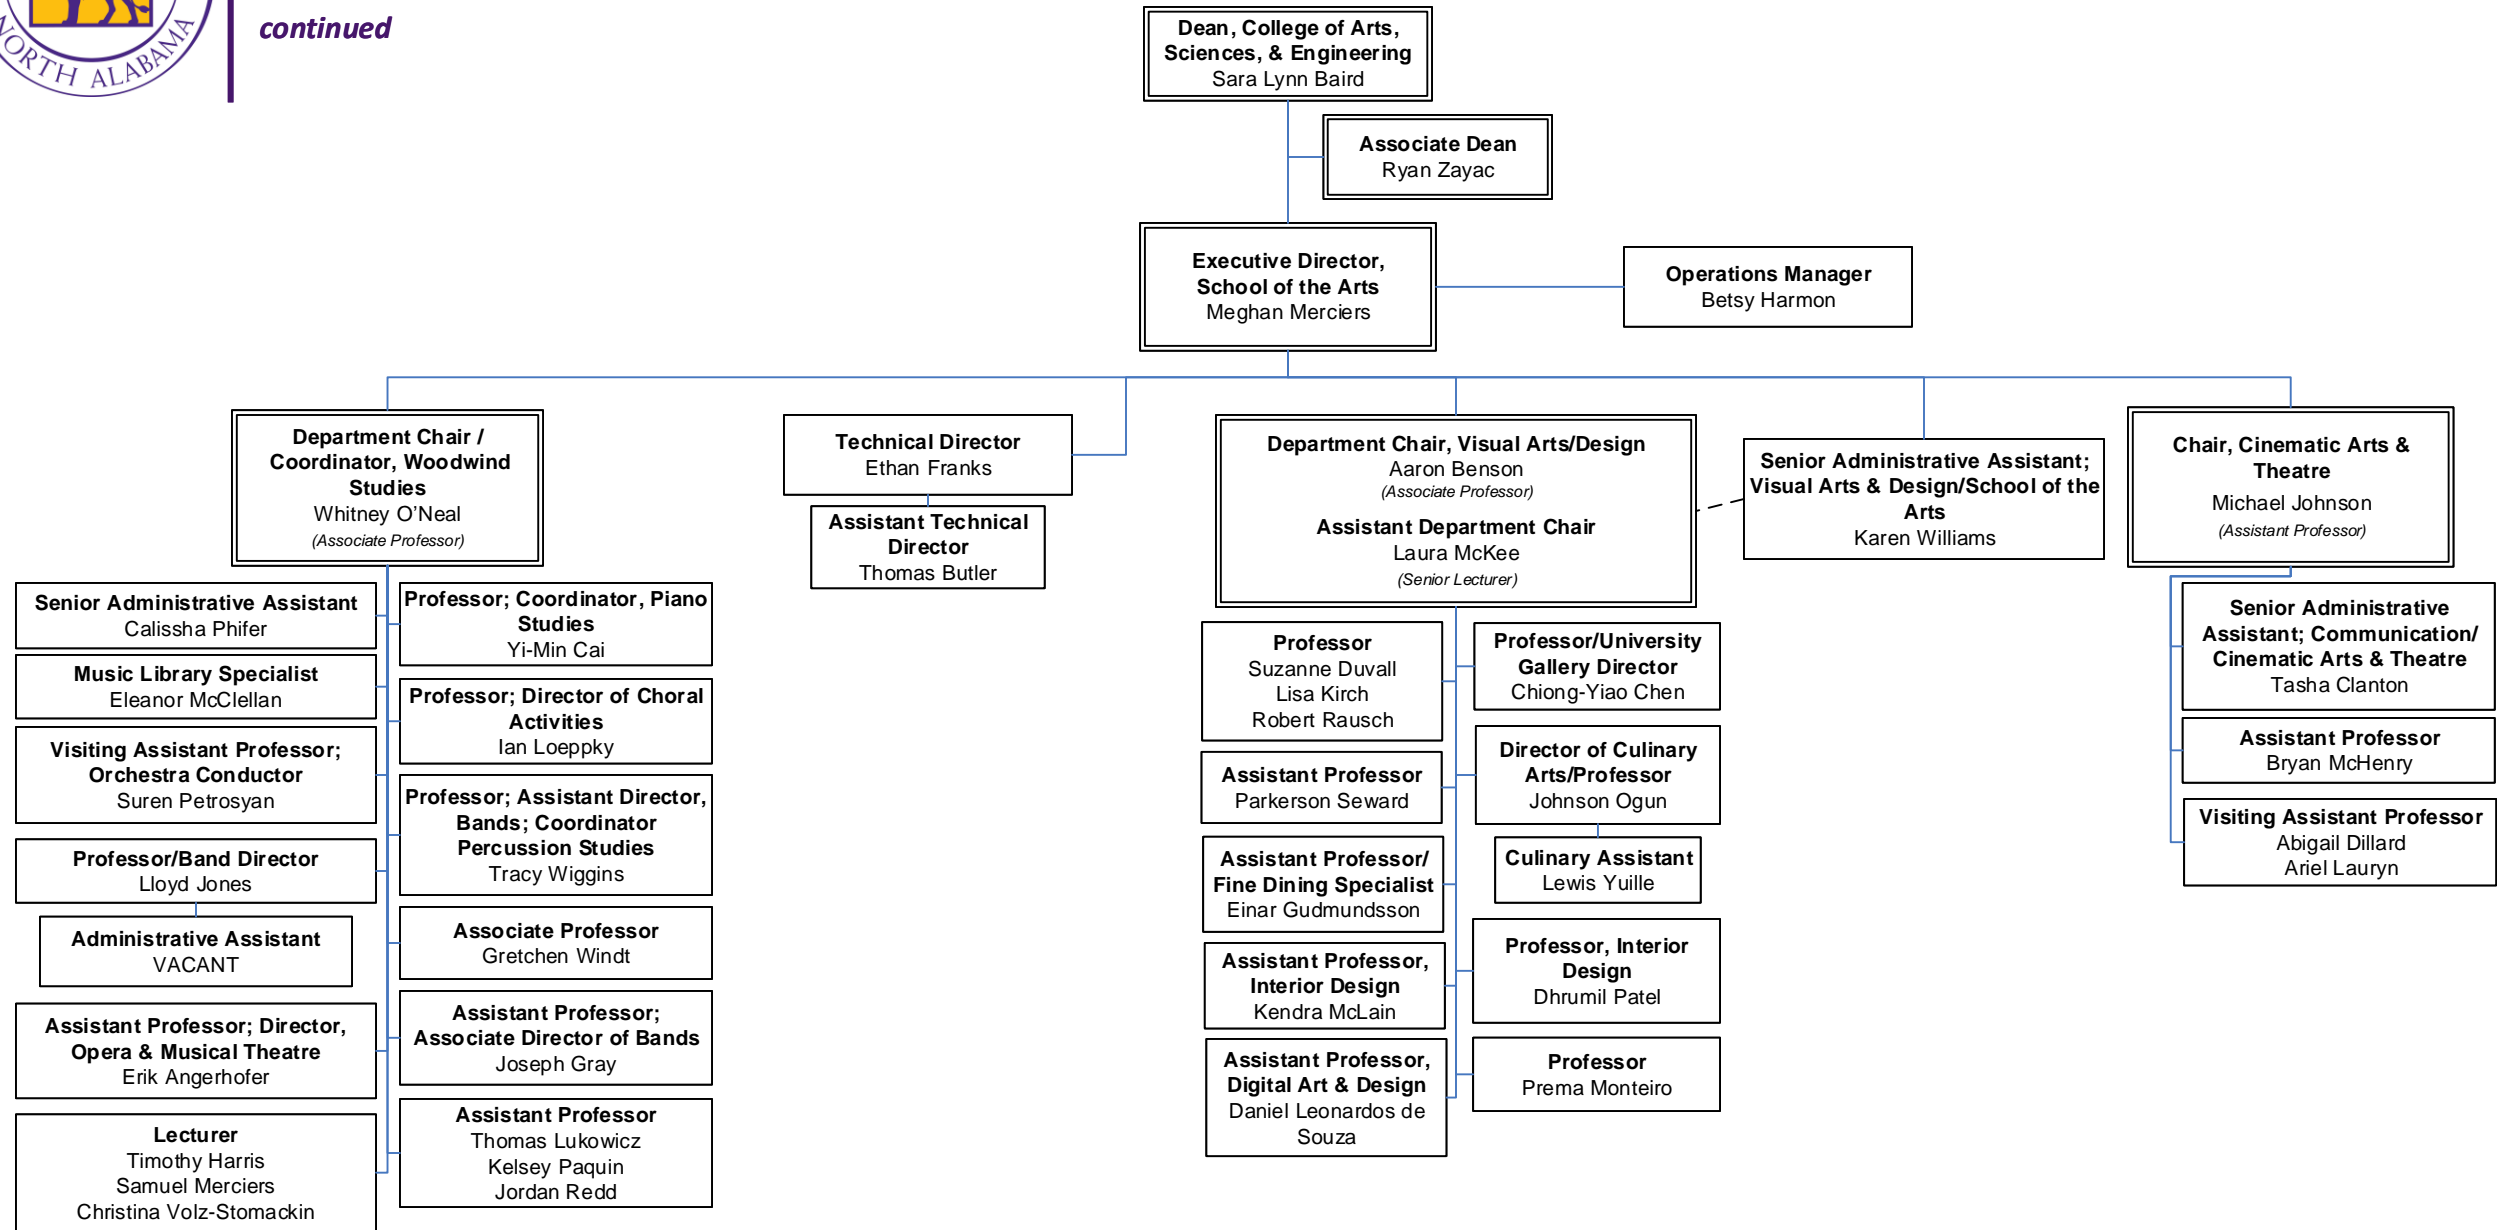 NORTH ALABAMA
continued
Dean, College of Arts,
Sciences, & Engineering
Sara Lynn Baird
Associate Dean
Ryan Zayac
Executive Director,
School of the Arts
Meghan Merciers
Operations Manager
Betsy Harmon
Department Chair /
Coordinator, Woodwind
Studies
Whitney O’Neal
(Associate Professor)
Technical Director
Ethan Franks
Assistant Technical
Director
Thomas Butler
Department Chair, Visual Arts/Design
Aaron Benson
(Associate Professor)
Assistant Department Chair
Laura McKee
(Senior Lecturer)
Senior Administrative Assistant;
Visual Arts & Design/School of the
Arts
Karen Williams
Chair, Cinematic Arts &
Theatre
Michael Johnson
(Assistant Professor)
Senior Administrative Assistant
Calissha Phifer
Music Library Specialist
Eleanor McClellan
Visiting Assistant Professor;
Orchestra Conductor
Suren Petrosyan
Professor/Band Director
Lloyd Jones
Administrative Assistant
VACANT
Assistant Professor; Director,
Opera & Musical Theatre
Erik Angerhofer
Lecturer
Timothy Harris
Samuel Merciers
Christina Volz-Stomackin
Professor; Coordinator, Piano
Studies
Yi-Min Cai
Professor; Director of Choral
Activities
Ian Loeppky
Professor; Assistant Director,
Bands; Coordinator
Percussion Studies
Tracy Wiggins
Associate Professor
Gretchen Windt
Assistant Professor;
Associate Director of Bands
Joseph Gray
Assistant Professor
Thomas Lukowicz
Kelsey Paquin
Jordan Redd
Professor
Suzanne Duvall
Lisa Kirch
Robert Rausch
Assistant Professor
Parkerson Seward
Assistant Professor/
Fine Dining Specialist
Einar Gudmundsson
Assistant Professor,
Interior Design
Kendra McLain
Assistant Professor,
Digital Art & Design
Daniel Leonardos de
Souza
Professor/University
Gallery Director
Chiong-Yiao Chen
Director of Culinary
Arts/Professor
Johnson Ogun
Culinary Assistant
Lewis Yuille
Professor, Interior
Design
Dhrumil Patel
Professor
Prema Monteiro
Senior Administrative
Assistant; Communication/
Cinematic Arts & Theatre
Tasha Clanton
Assistant Professor
Bryan McHenry
Visiting Assistant Professor
Abigail Dillard
Ariel Lauryn